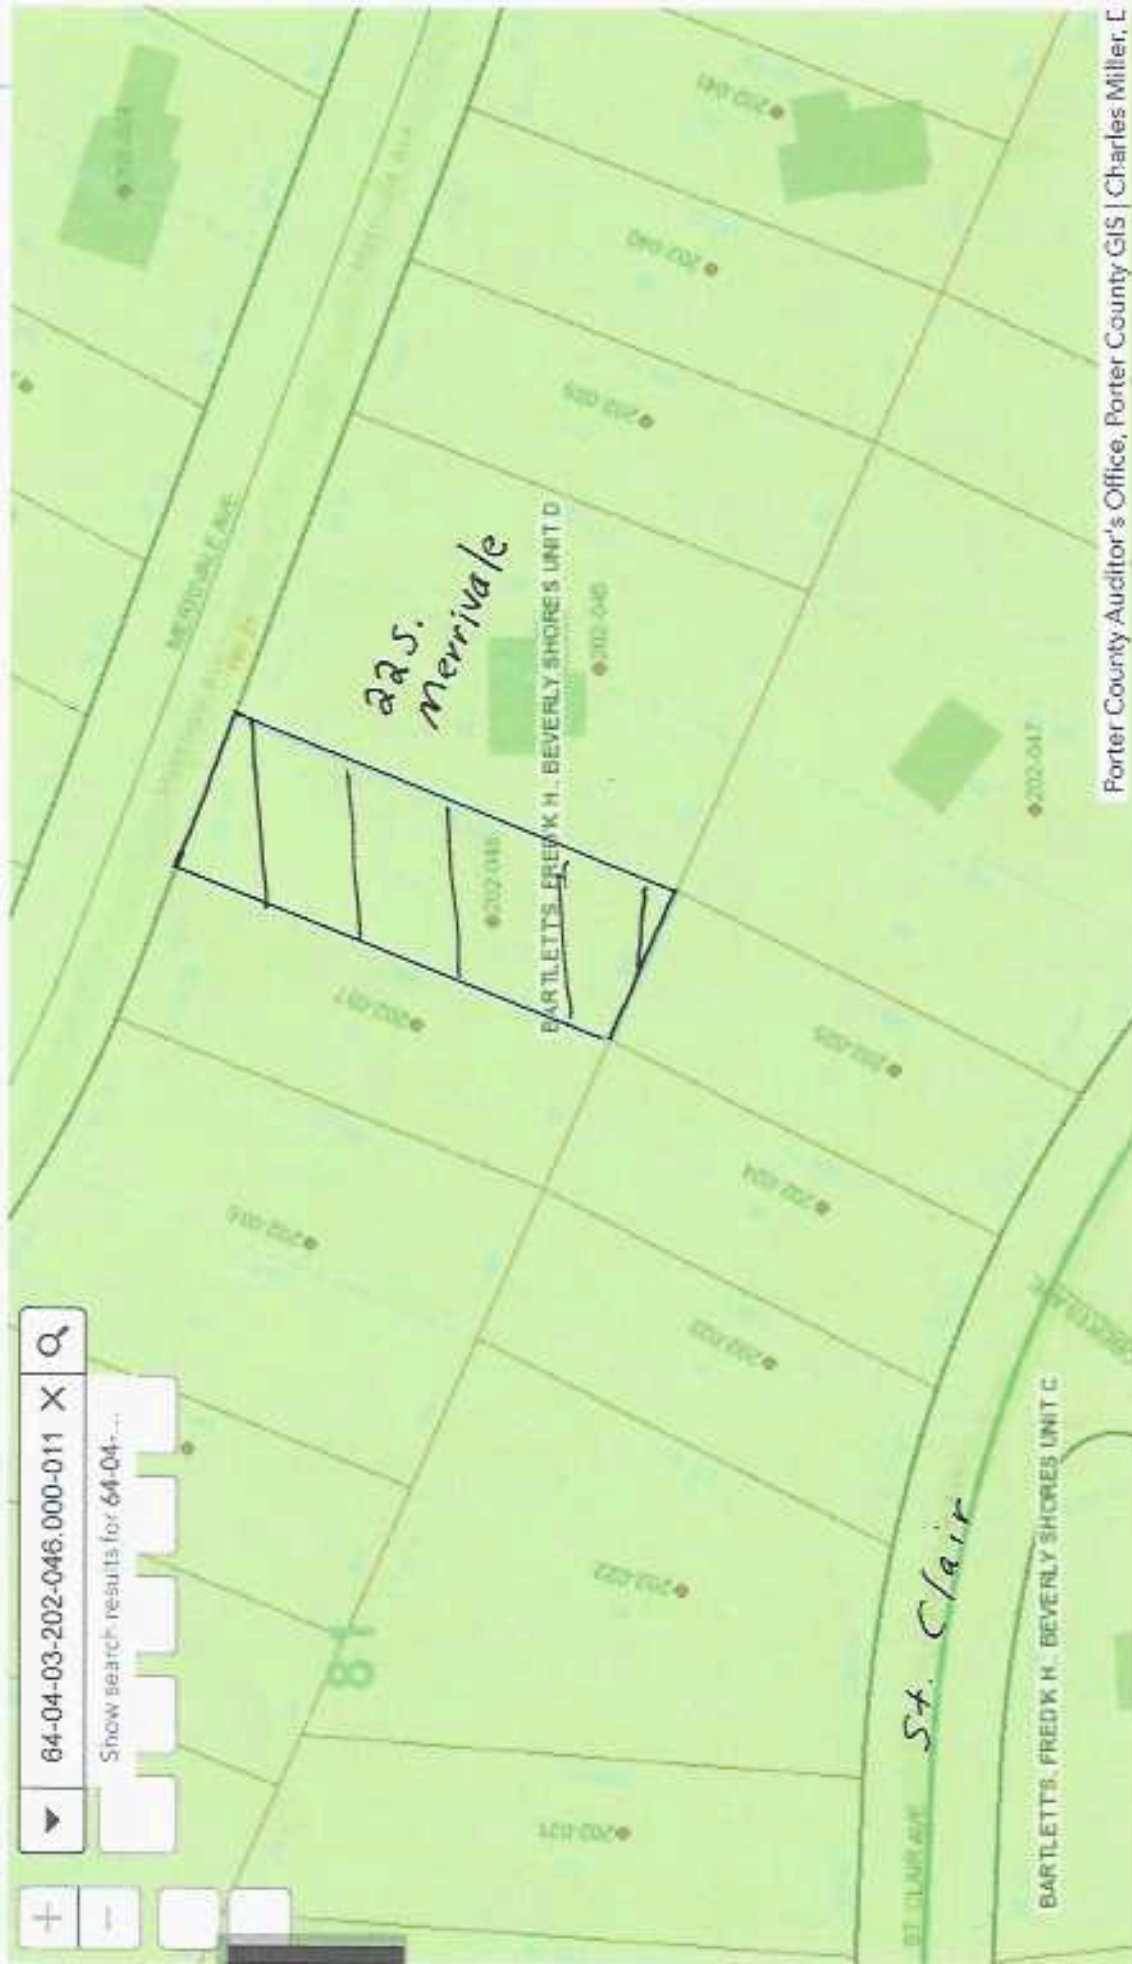 64-04-03-202-046.000-011
Show search results for 64-04-...
MERRIVALE AVE
22 S.
Merrivale
BARTLETTS, FREDK H., BEVERLY SHORES UNIT D
202-041
202-040
202-039
202-045
202-046
202-047
202-037
202-036
202-025
202-024
202-023
202-022
202-021
18
St. Clair
ST CLAIR AVE
BARTLETTS, FREDK H., BEVERLY SHORES UNIT C
Porter County Auditor's Office, Porter County GIS | Charles Miller, D